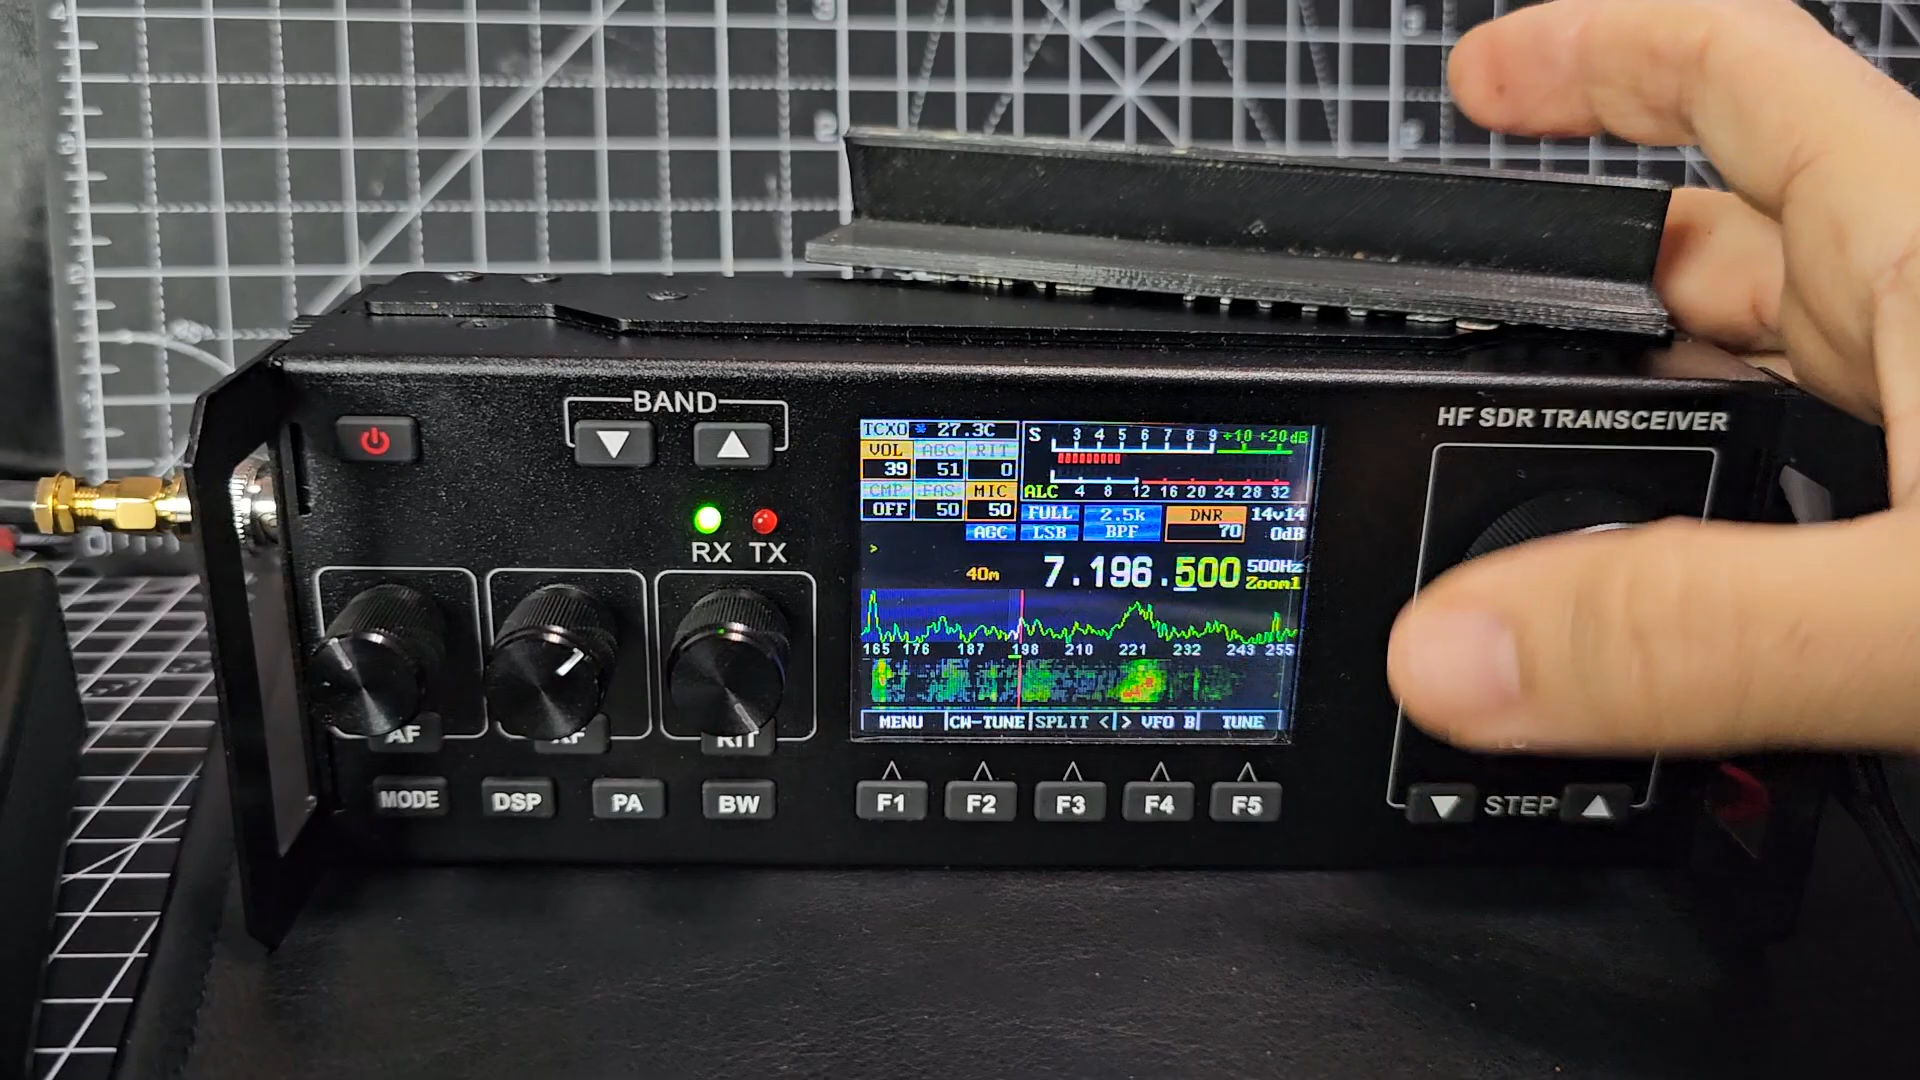 BAND
HF SDR TRANSCEIVER
TCXO * 27.3C
VOL AGC RIT
39 51 0
CMP FAS MIC
OFF 50 50
S 3 4 5 6 7 8 9 +10 +20dB
ALC 4 8 12 16 20 24 28 32
FULL 2.5k DNR 14v14
AGC LSB BPF 70 0dB
>
40m 7.196.500 500Hz
Zoom1
165 176 187 198 210 221 232 243 255
MENU CW-TUNE SPLIT < > VFO B TUNE
RX TX
AF RF RIT
MODE DSP PA BW
F1 F2 F3 F4 F5
STEP